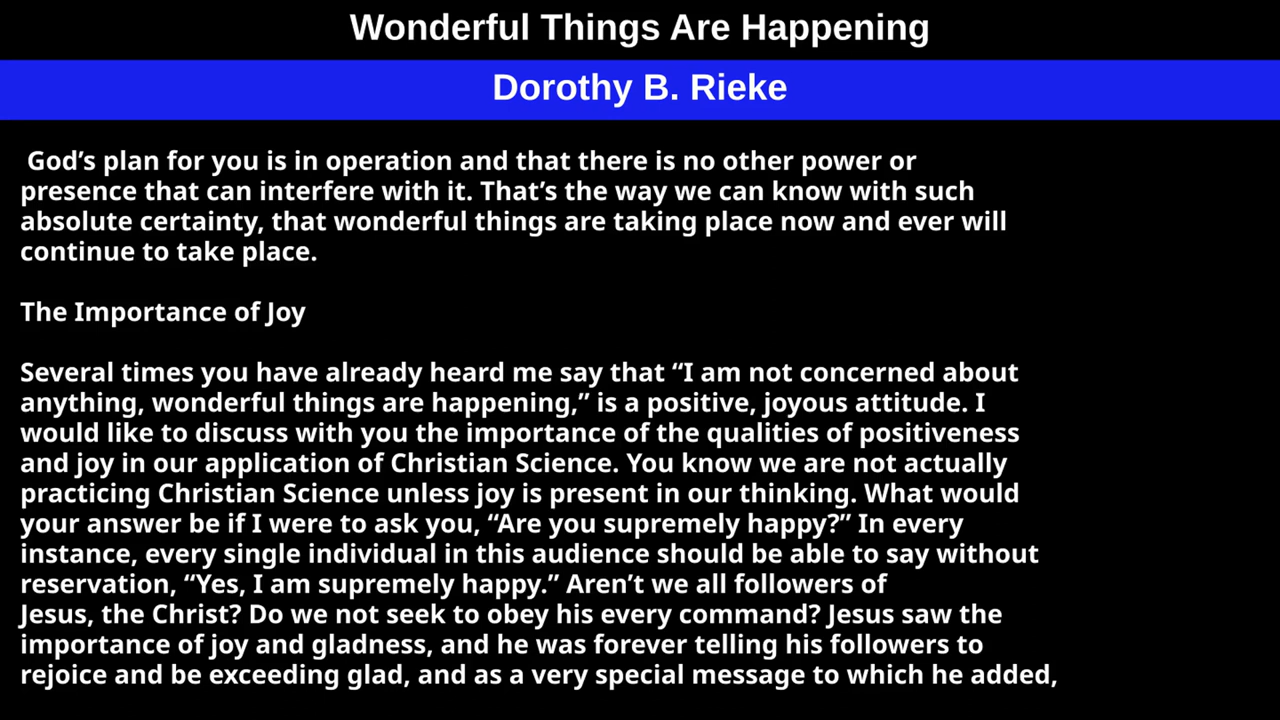 Wonderful Things Are Happening
Dorothy B. Rieke
God’s plan for you is in operation and that there is no other power or
presence that can interfere with it. That’s the way we can know with such
absolute certainty, that wonderful things are taking place now and ever will
continue to take place.
The Importance of Joy
Several times you have already heard me say that “I am not concerned about
anything, wonderful things are happening,” is a positive, joyous attitude. I
would like to discuss with you the importance of the qualities of positiveness
and joy in our application of Christian Science. You know we are not actually
practicing Christian Science unless joy is present in our thinking. What would
your answer be if I were to ask you, “Are you supremely happy?” In every
instance, every single individual in this audience should be able to say without
reservation, “Yes, I am supremely happy.” Aren’t we all followers of
Jesus, the Christ? Do we not seek to obey his every command? Jesus saw the
importance of joy and gladness, and he was forever telling his followers to
rejoice and be exceeding glad, and as a very special message to which he added,